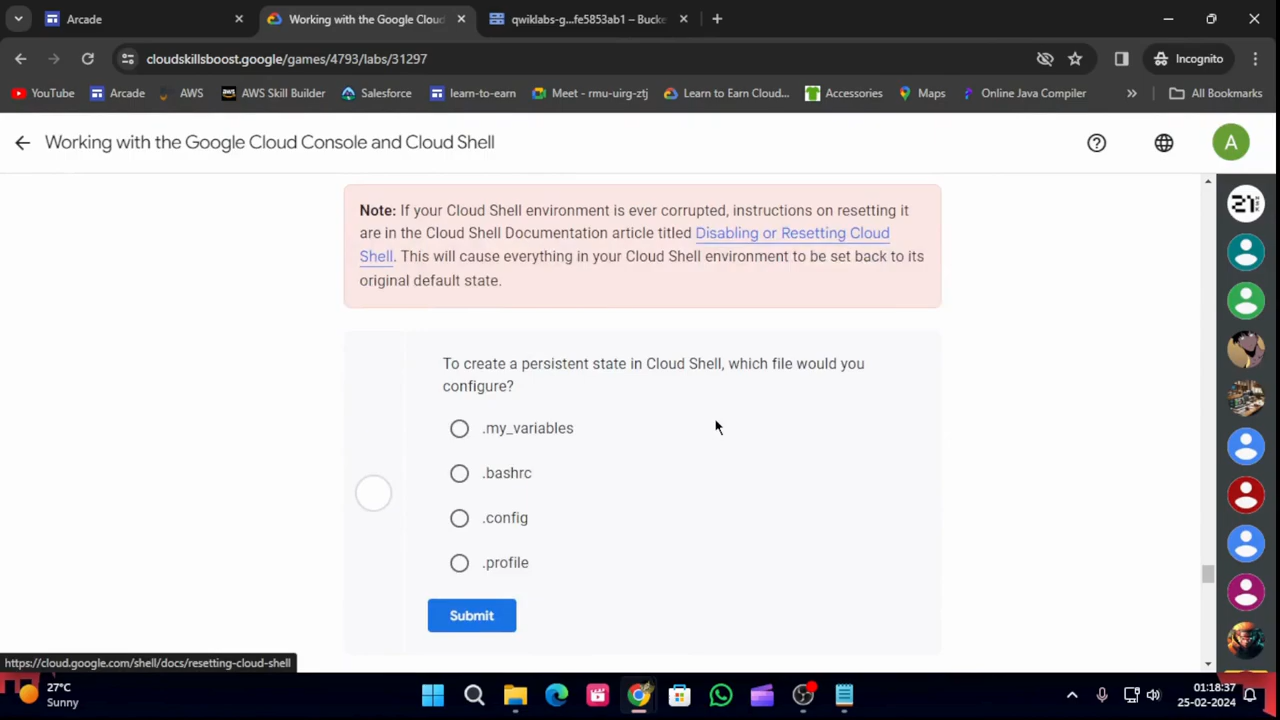 Arcade
Working with the Google Cloud
qwiklabs-g...fe5853ab1 – Bucke
cloudskillsboost.google/games/4793/labs/31297
Incognito
YouTube
Arcade
AWS
AWS Skill Builder
Salesforce
learn-to-earn
Meet - rmu-uirg-ztj
Learn to Earn Cloud...
Accessories
Maps
Online Java Compiler
All Bookmarks
Working with the Google Cloud Console and Cloud Shell
A
Note: If your Cloud Shell environment is ever corrupted, instructions on resetting it
are in the Cloud Shell Documentation article titled Disabling or Resetting Cloud
Shell. This will cause everything in your Cloud Shell environment to be set back to its
original default state.
To create a persistent state in Cloud Shell, which file would you
configure?
.my_variables
.bashrc
.config
.profile
Submit
https://cloud.google.com/shell/docs/resetting-cloud-shell
27°C
Sunny
01:18:37
25-02-2024